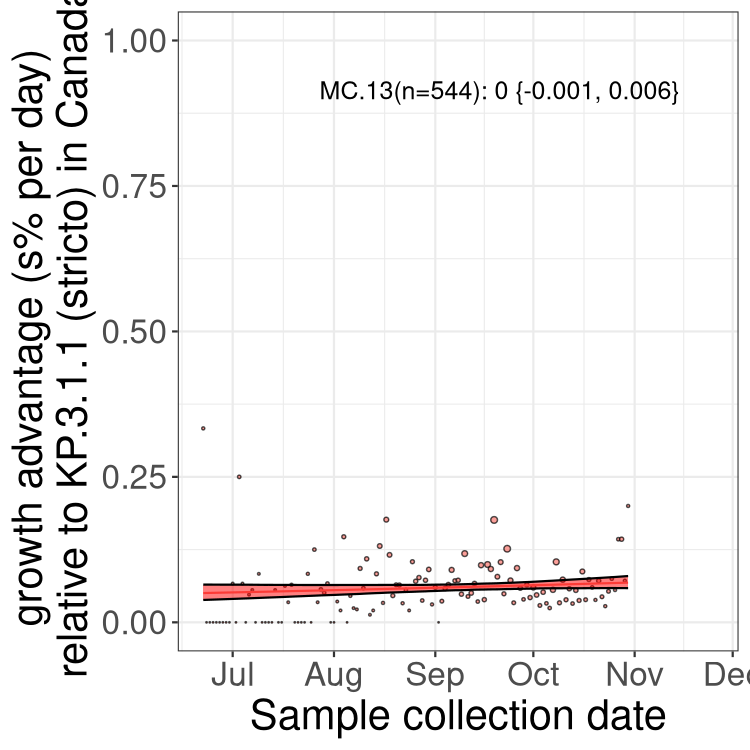 growth advantage (s% per day)
relative to KP.3.1.1 (stricto) in Canada
1.00
0.75
0.50
0.25
0.00
MC.13(n=544): 0 {-0.001, 0.006}
Jul Aug Sep Oct Nov Dec
Sample collection date